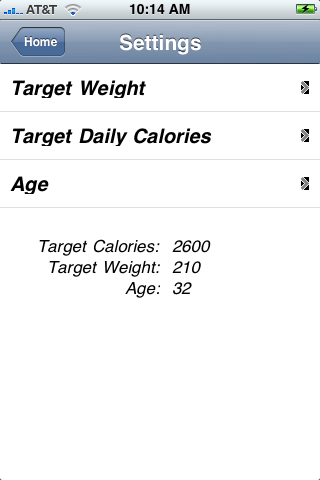 AT&T 10:14 AM
Home Settings
Target Weight
Target Daily Calories
Age
Target Calories: 2600
Target Weight: 210
Age: 32